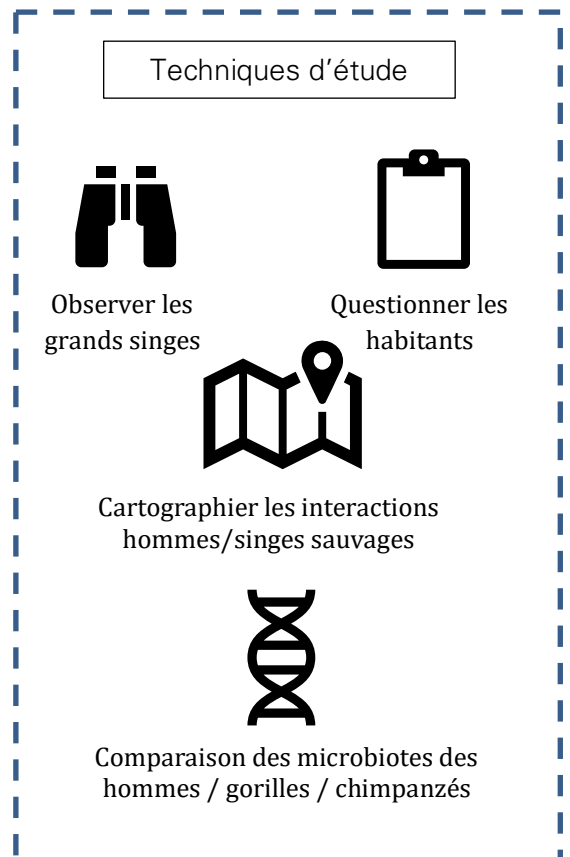 Techniques d'étude
Observer les
grands singes
Questionner les
habitants
Cartographier les interactions
hommes/singes sauvages
Comparaison des microbiotes des
hommes / gorilles / chimpanzés